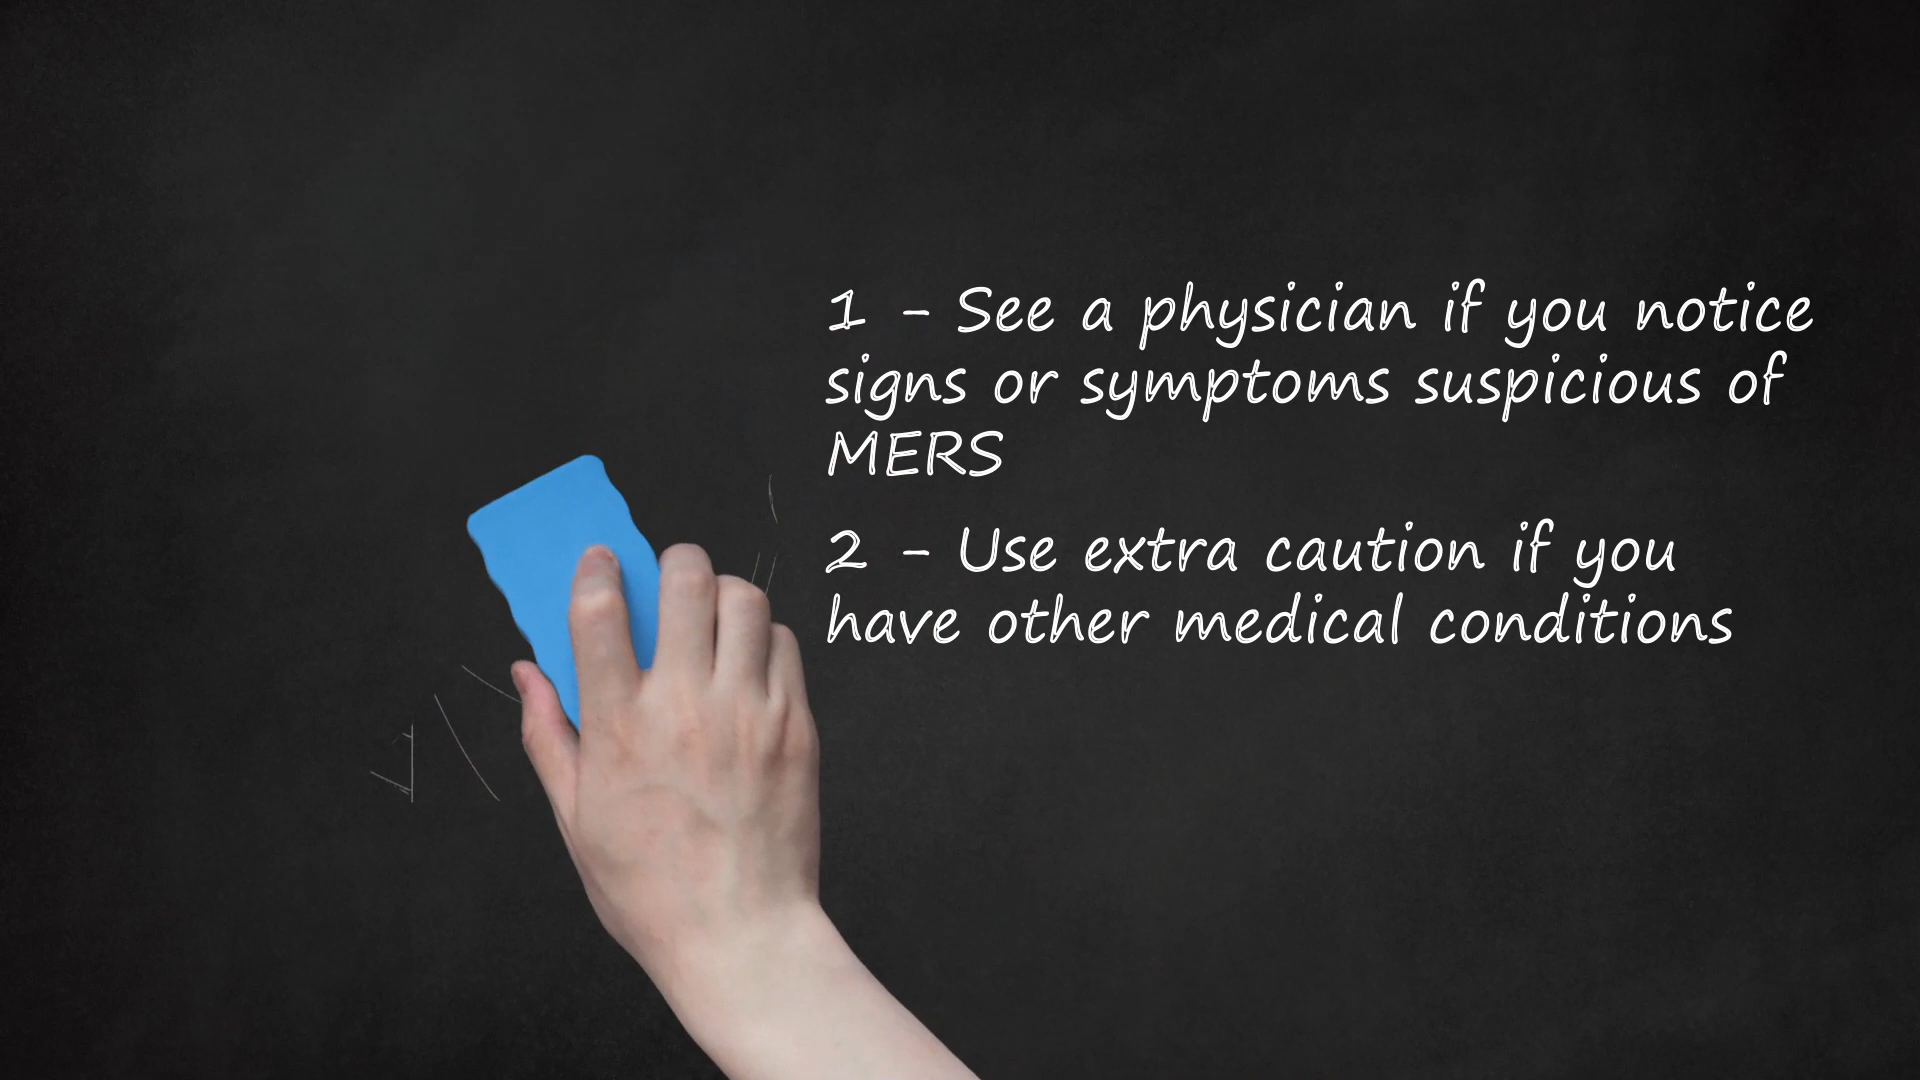 1 - See a physician if you notice
signs or symptoms suspicious of
MERS
2 - Use extra caution if you
have other medical conditions